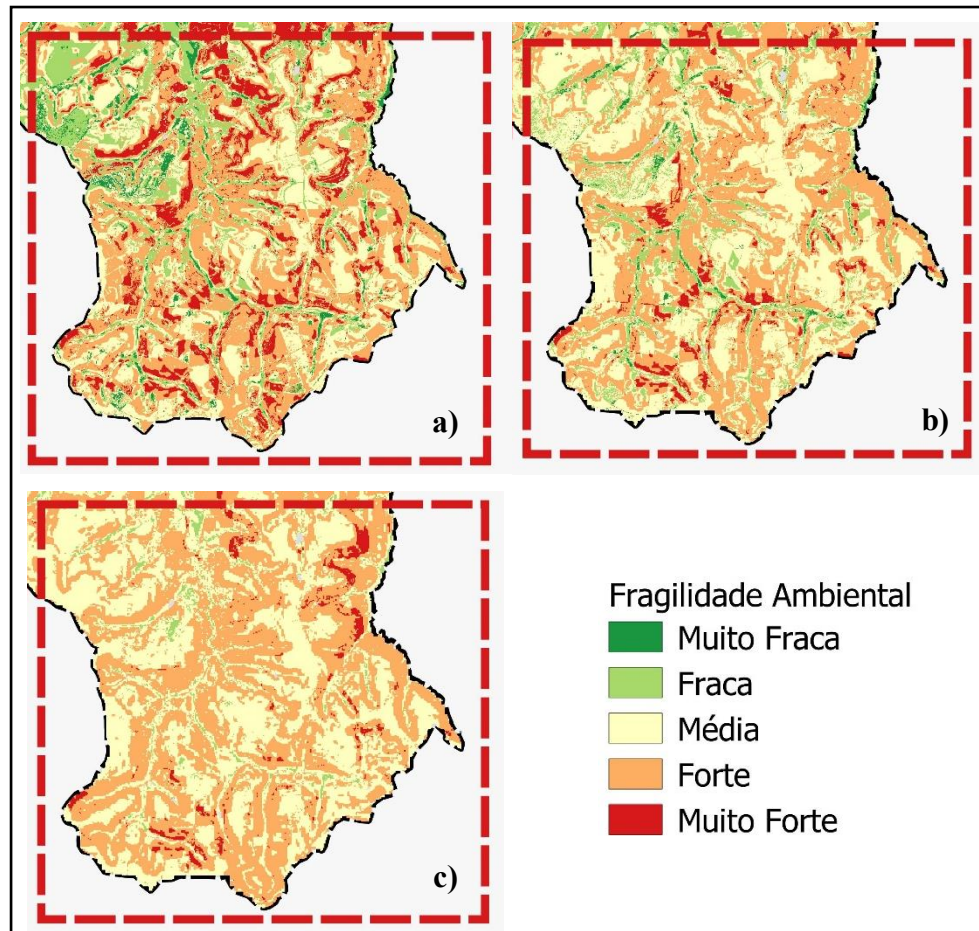 a)
b)
c)
Fragilidade Ambiental
Muito Fraca
Fraca
Média
Forte
Muito Forte